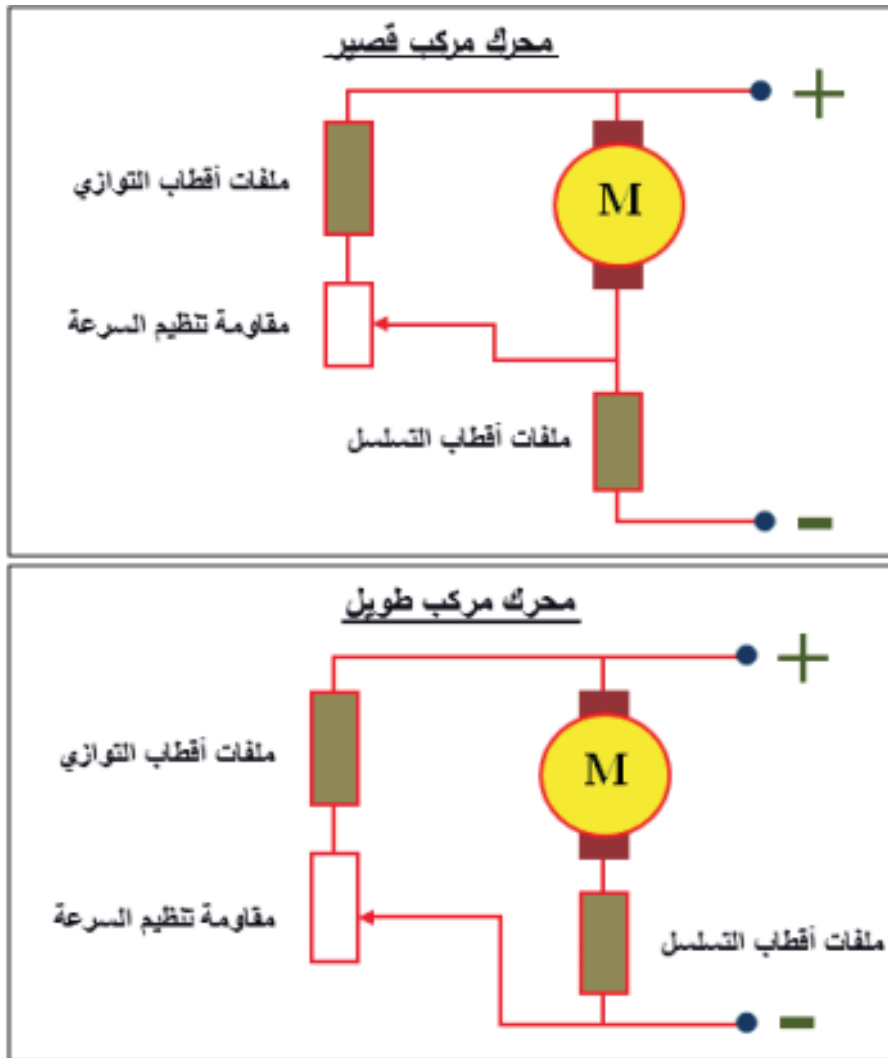 محرك مركب قصير
+
ملفات أقطاب التوازي
M
مقاومة تنظيم السرعة
ملفات أقطاب التسلسل
-
محرك مركب طويل
+
ملفات أقطاب التوازي
M
مقاومة تنظيم السرعة
ملفات أقطاب التسلسل
-